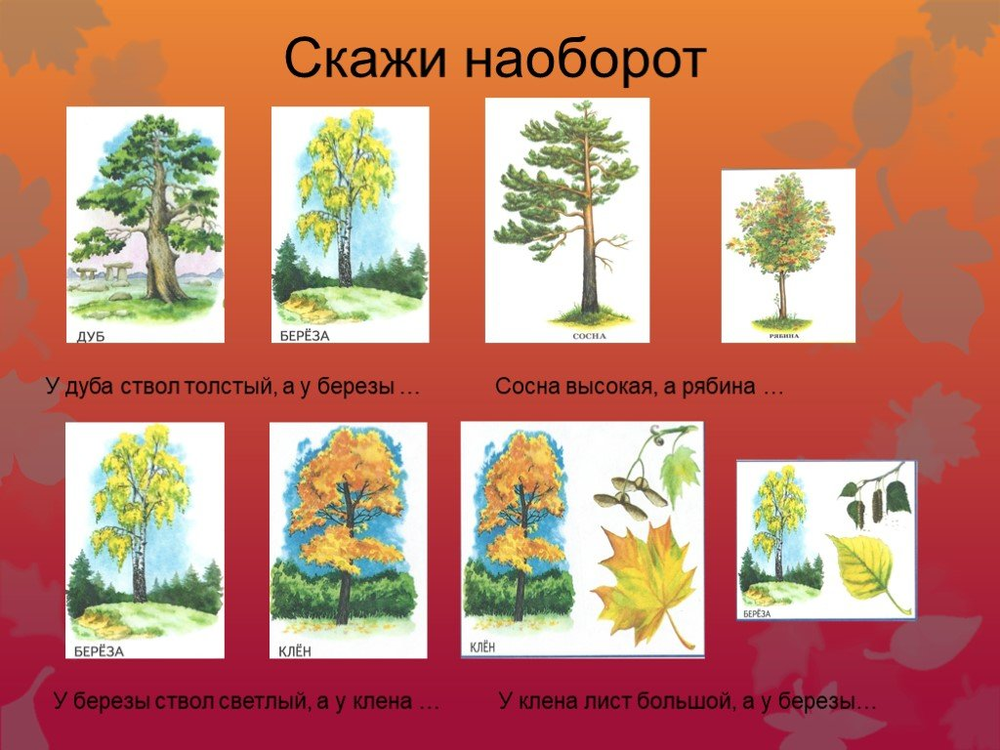 Скажи наоборот
ДУБ
БЕРЁЗА
СОСНА
РЯБИНА
У дуба ствол толстый, а у березы …
Сосна высокая, а рябина …
БЕРЁЗА
КЛЁН
КЛЁН
БЕРЁЗА
У березы ствол светлый, а у клена …
У клена лист большой, а у березы…